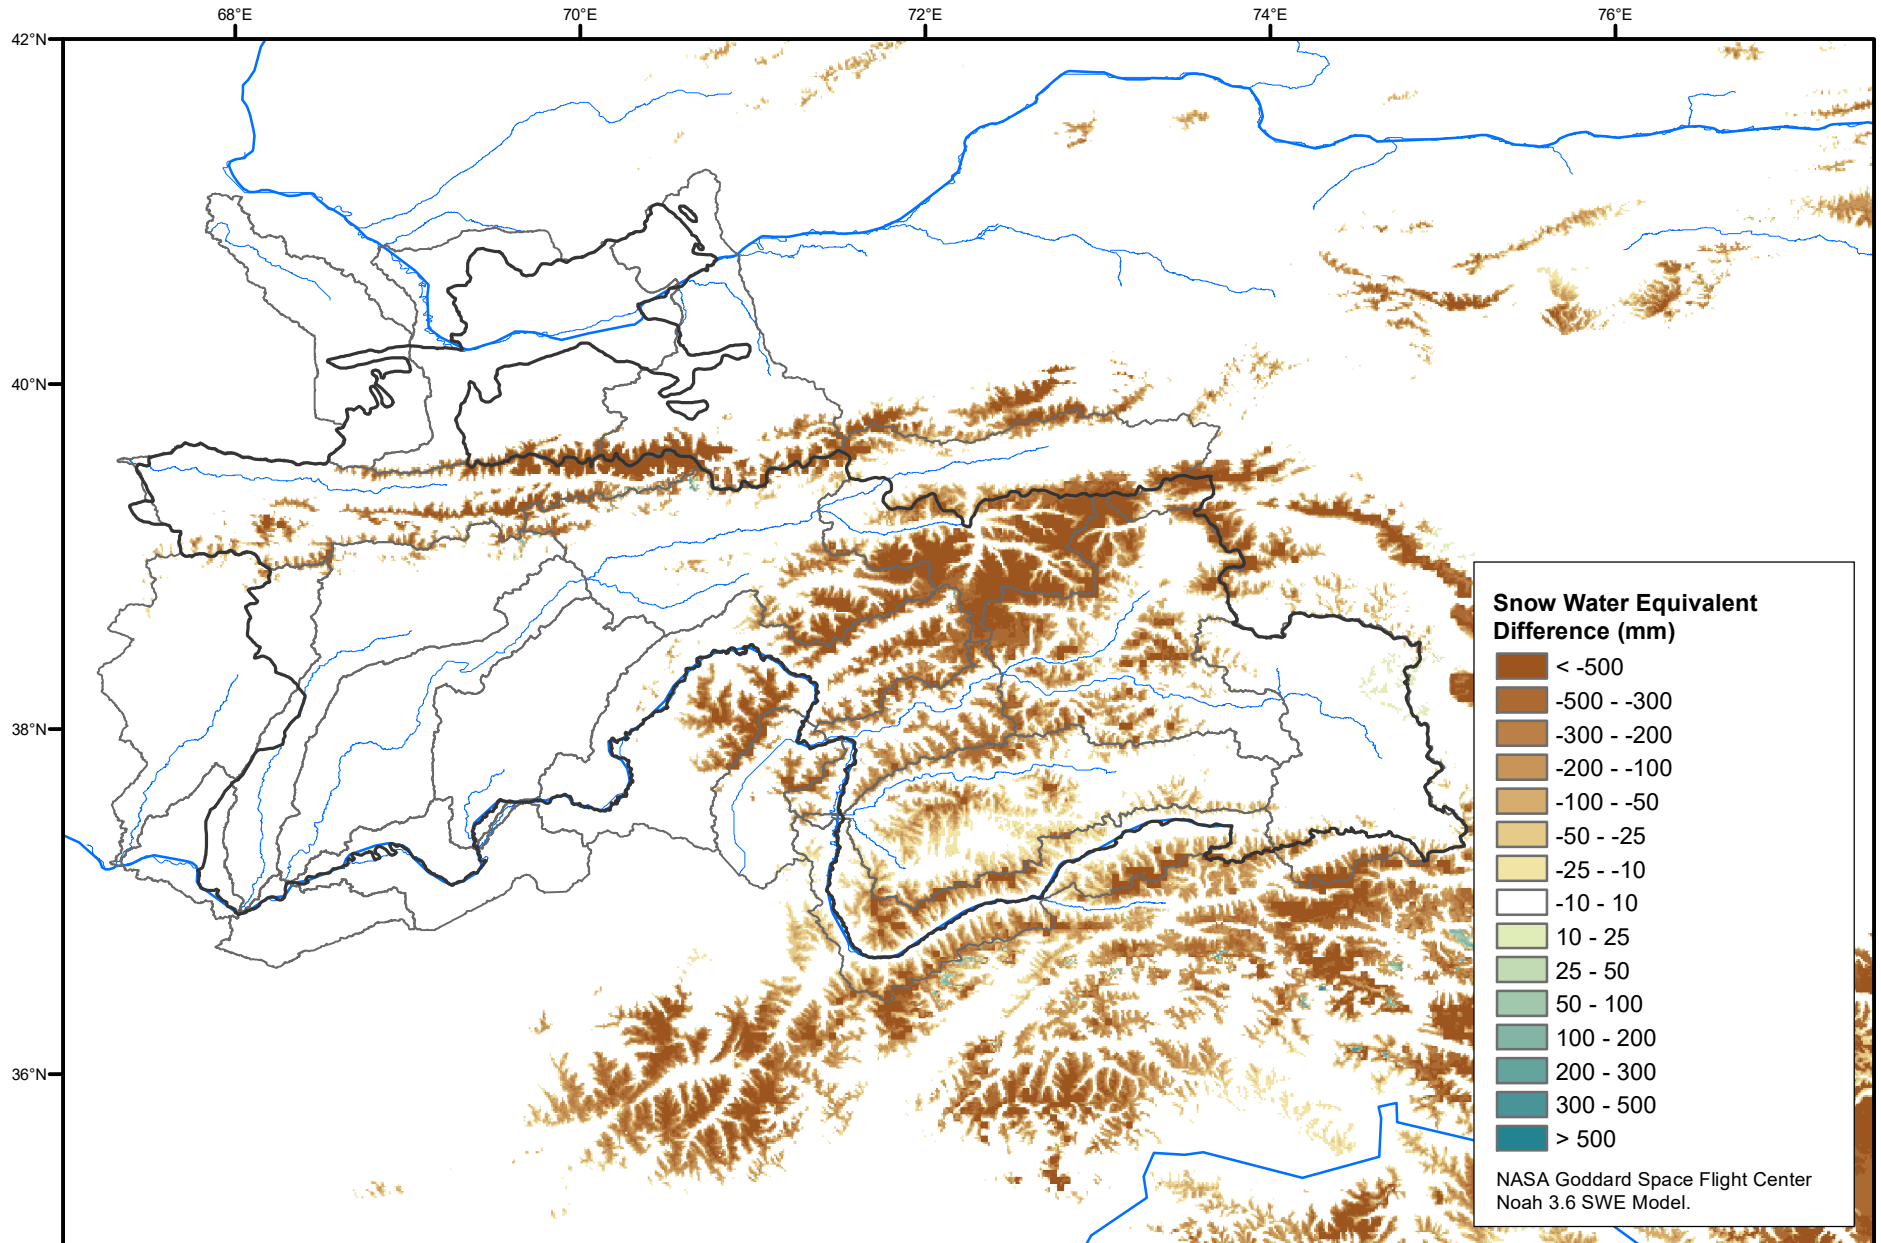 68°E
70°E
72°E
74°E
76°E
42°N
40°N
38°N
36°N
Snow Water Equivalent
Difference (mm)
< -500
-500 - -300
-300 - -200
-200 - -100
-100 - -50
-50 - -25
-25 - -10
-10 - 10
10 - 25
25 - 50
50 - 100
100 - 200
200 - 300
300 - 500
> 500
NASA Goddard Space Flight Center
Noah 3.6 SWE Model.